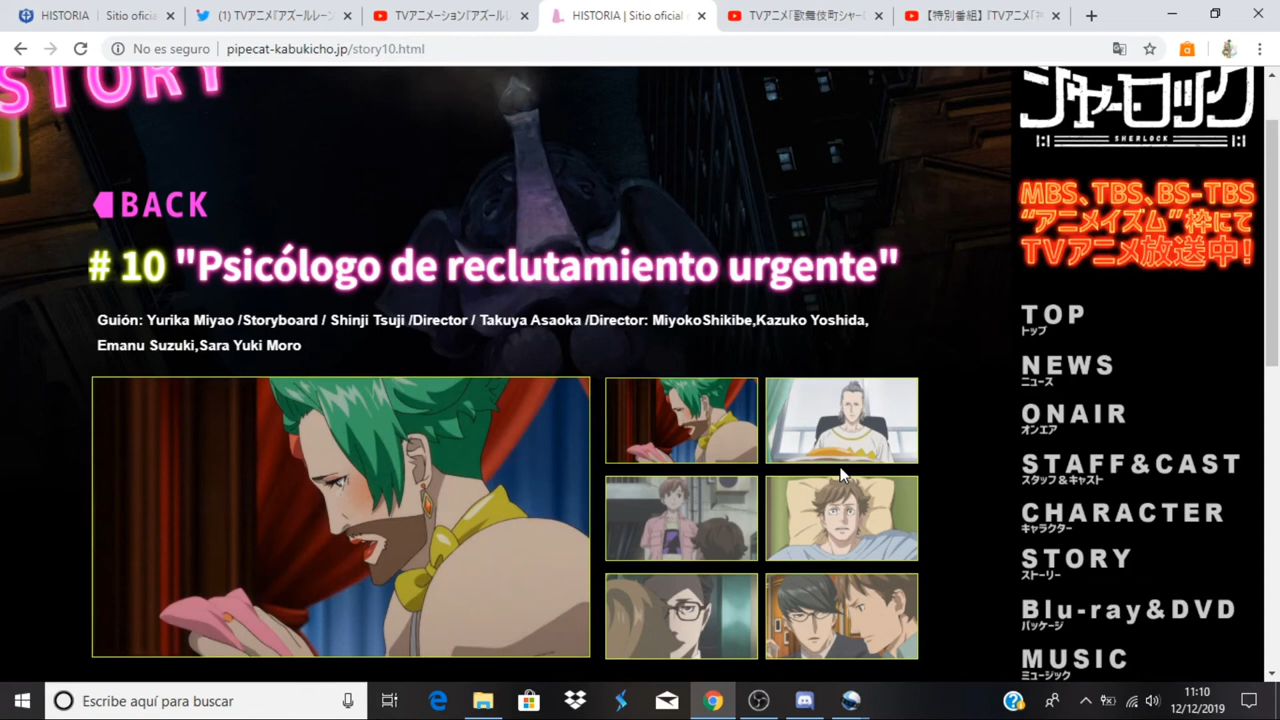 HISTORIA | Sitio oficia
(1) TVアニメ『アズールレーン
TVアニメーション『アズールレ
HISTORIA | Sitio oficial
TVアニメ「歌舞伎町シャー
【特別番組】『TVアニメ「
No es seguro
pipecat-kabukicho.jp/story10.html
STORY
シャーロック
SHERLOCK
MBS、TBS、BS-TBS
“アニメイズム”枠にて
TVアニメ放送中!
BACK
# 10 "Psicólogo de reclutamiento urgente"
Guión: Yurika Miyao /Storyboard / Shinji Tsuji /Director / Takuya Asaoka /Director: MiyokoShikibe,Kazuko Yoshida,
Emanu Suzuki,Sara Yuki Moro
TOP
トップ
NEWS
ニュース
ONAIR
オンエア
STAFF&CAST
スタッフ&キャスト
CHARACTER
キャラクター
STORY
ストーリー
Blu-ray&DVD
パッケージ
MUSIC
ミュージック
Escribe aquí para buscar
11:10
12/12/2019